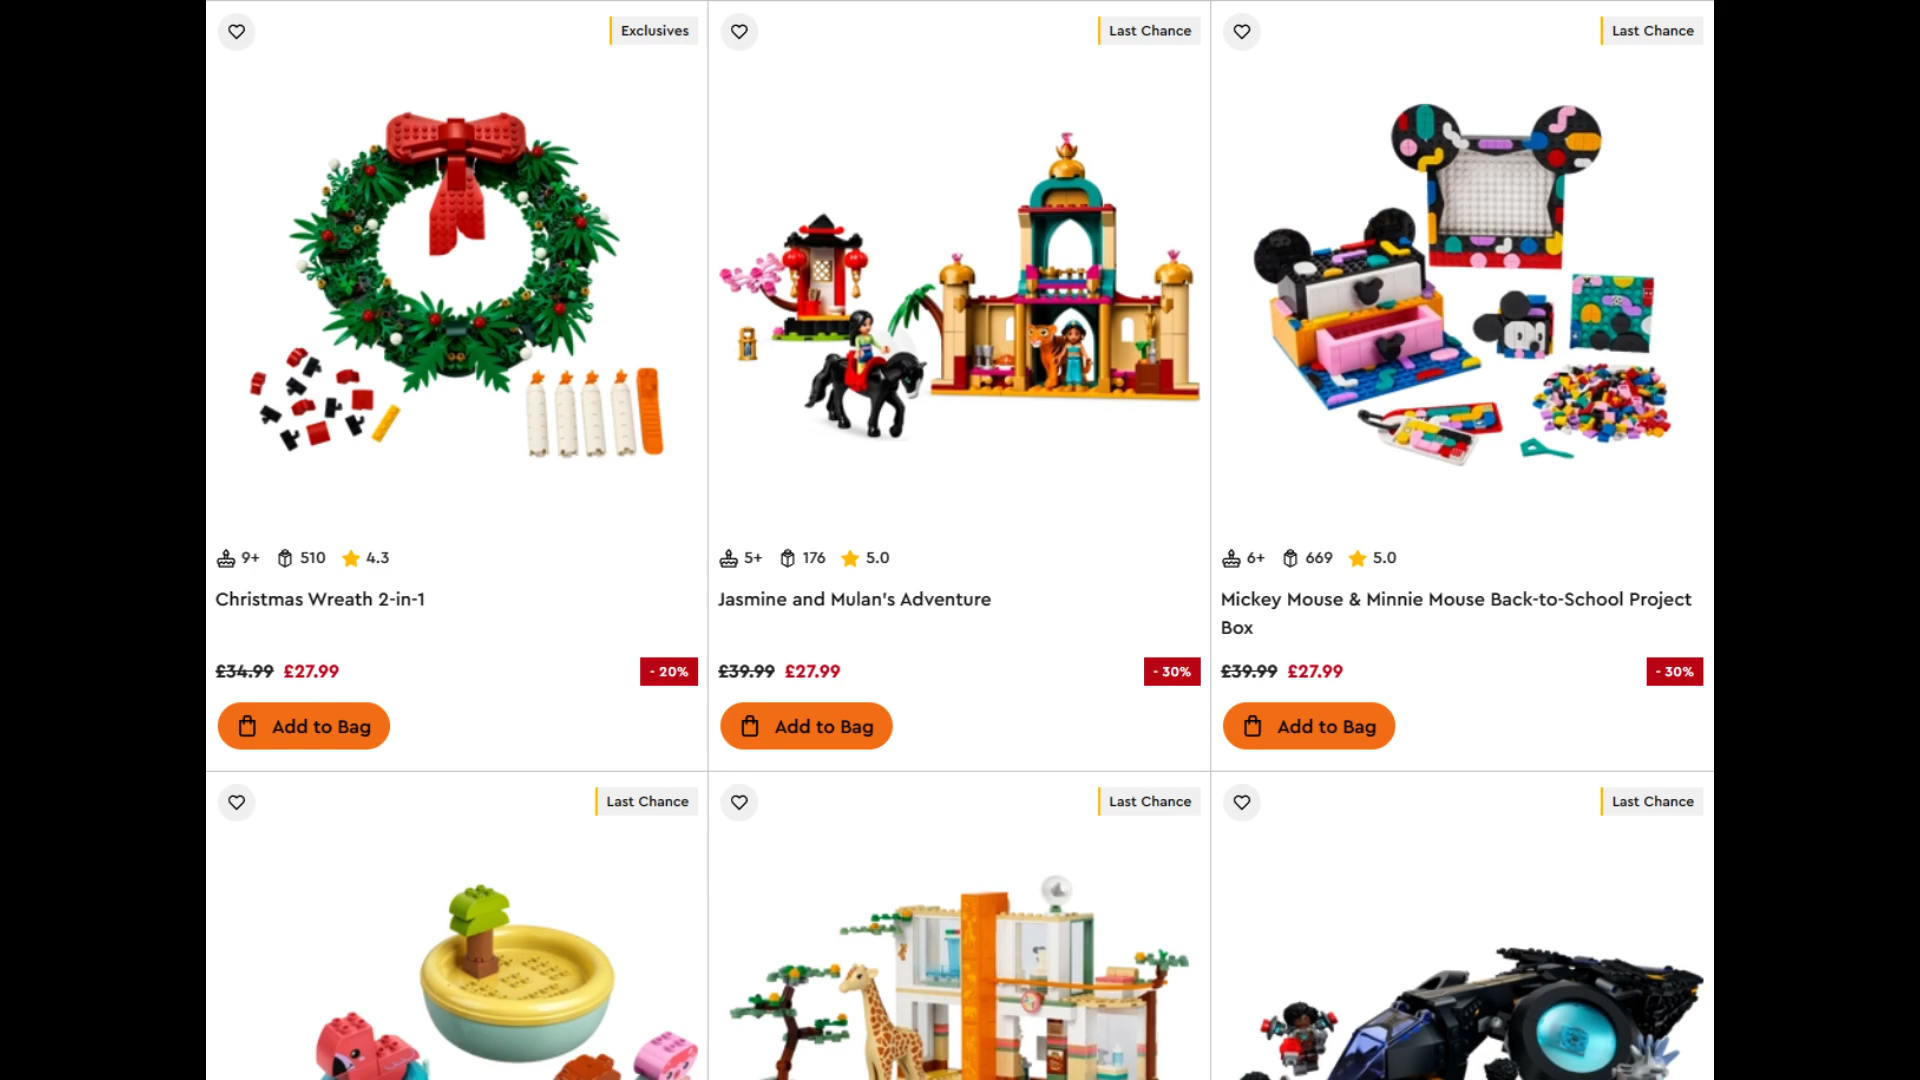 Exclusives
Last Chance
Last Chance
9+ 510 4.3
5+ 176 5.0
6+ 669 5.0
Christmas Wreath 2-in-1
Jasmine and Mulan's Adventure
Mickey Mouse & Minnie Mouse Back-to-School Project
Box
£34.99 £27.99 - 20%
£39.99 £27.99 - 30%
£39.99 £27.99 - 30%
Add to Bag
Add to Bag
Add to Bag
Last Chance
Last Chance
Last Chance